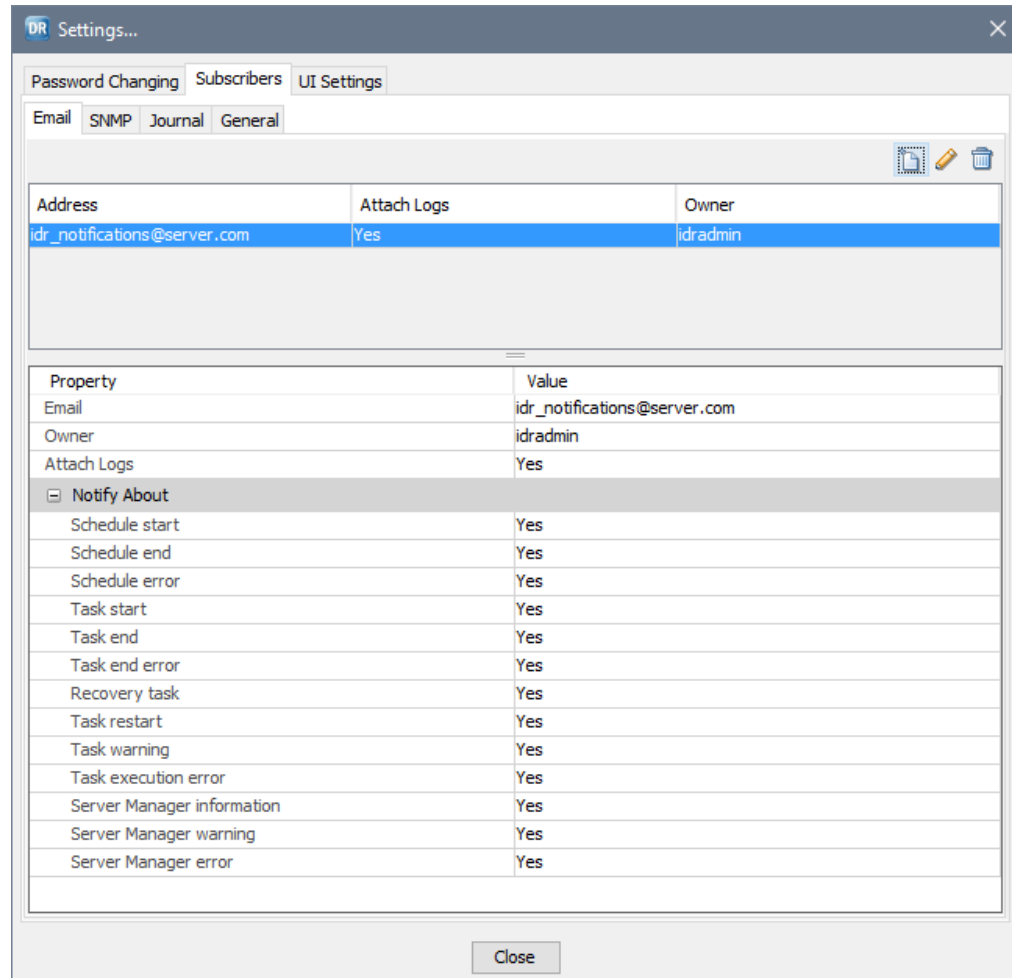 DR Settings...
Password Changing Subscribers UI Settings
Email SNMP Journal General
Address Attach Logs Owner
idr_notifications@server.com Yes idradmin
Property Value
Email idr_notifications@server.com
Owner idradmin
Attach Logs Yes
Notify About
Schedule start Yes
Schedule end Yes
Schedule error Yes
Task start Yes
Task end Yes
Task end error Yes
Recovery task Yes
Task restart Yes
Task warning Yes
Task execution error Yes
Server Manager information Yes
Server Manager warning Yes
Server Manager error Yes
Close